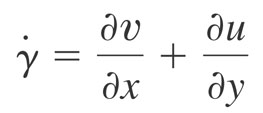 γ̇ = ∂v/∂x + ∂u/∂y